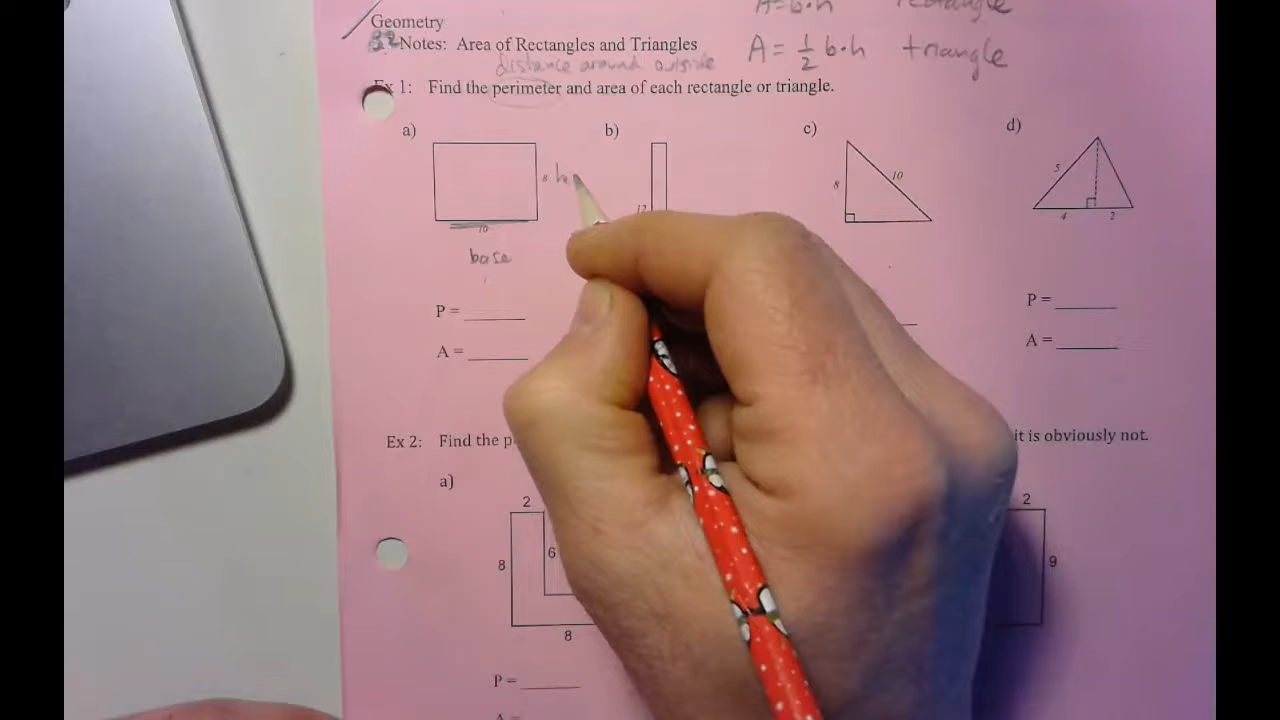 A=b·h rectangle
Geometry
Notes: Area of Rectangles and Triangles
A = 1/2 b·h triangle
distance around outside
Ex 1: Find the perimeter and area of each rectangle or triangle.
a) b) c) d)
8
12
8 10
5 4 2
10
base
P = ______
A = ______
P = ______
A = ______
Ex 2: Find the p it is obviously not.
a)
2
8 6
8
2
9
P = ______
A =